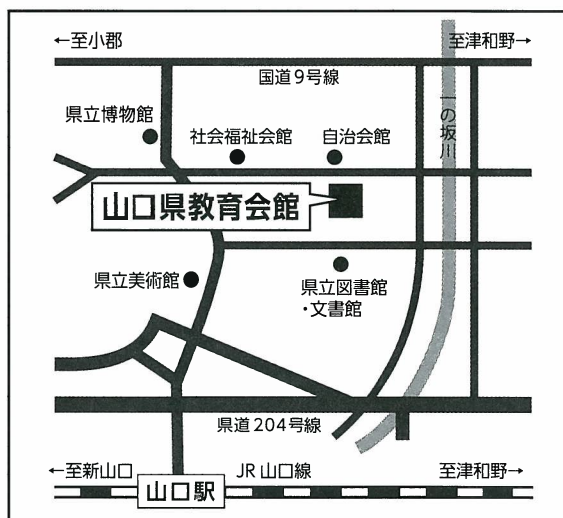 ←至小郡
至津和野→
国道9号線
一の坂川
県立博物館
社会福祉会館
自治会館
山口県教育会館
県立美術館
県立図書館
・文書館
県道204号線
←至新山口
JR山口線
至津和野→
山口駅